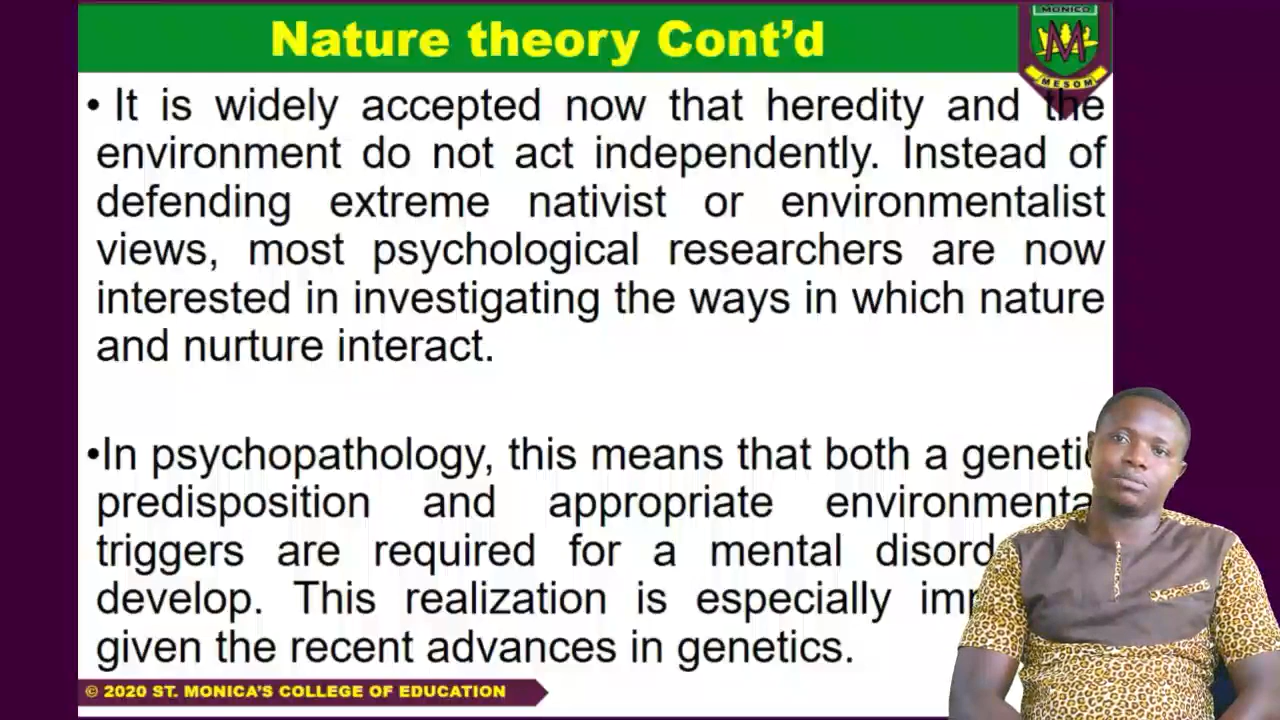 Nature theory Cont’d
MONICO
M
MESOM
• It is widely accepted now that heredity and the
environment do not act independently. Instead of
defending extreme nativist or environmentalist
views, most psychological researchers are now
interested in investigating the ways in which nature
and nurture interact.
•In psychopathology, this means that both a genetic
predisposition and appropriate environmenta
triggers are required for a mental disord
develop. This realization is especially imp
given the recent advances in genetics.
© 2020 ST. MONICA’S COLLEGE OF EDUCATION